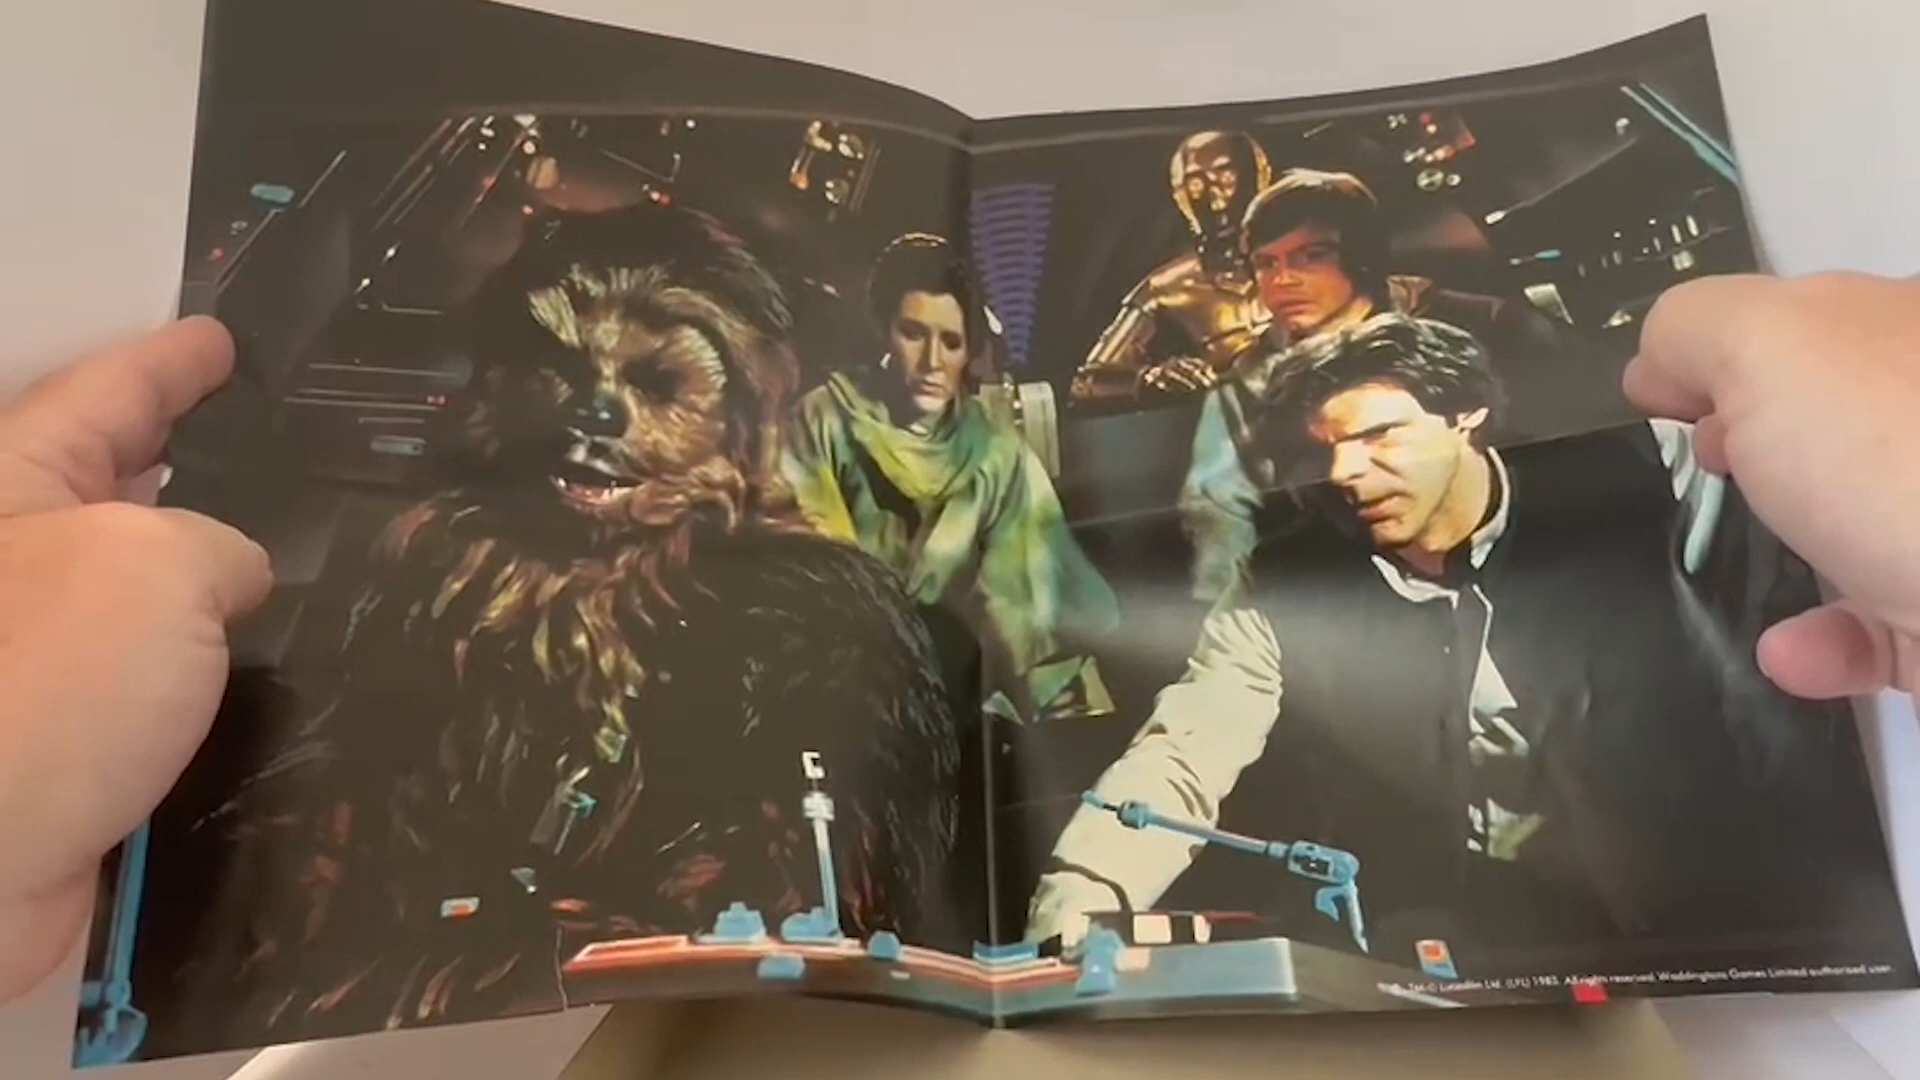 TM © Lucasfilm Ltd. (LFL) 1983. All rights reserved. Waddingtons Games Limited authorised user.